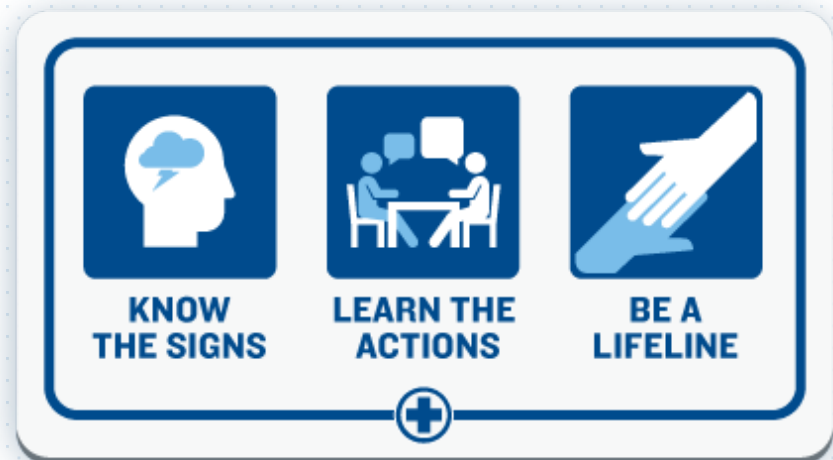 KNOW
THE SIGNS
LEARN THE
ACTIONS
BE A
LIFELINE